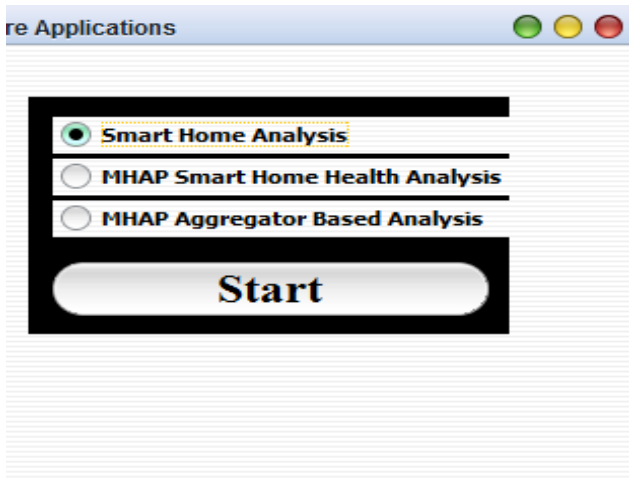 re Applications
Smart Home Analysis
MHAP Smart Home Health Analysis
MHAP Aggregator Based Analysis
Start